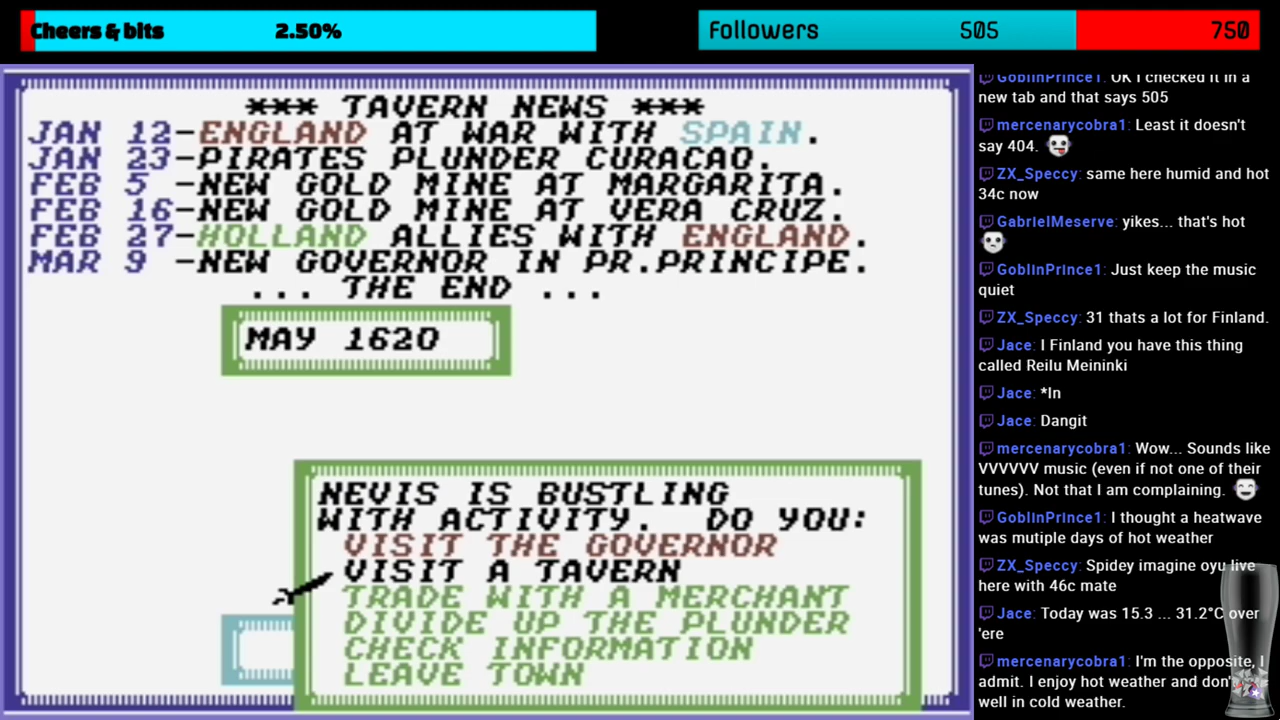 Cheers & bits 2.50%
Followers 505 750
*** TAVERN NEWS ***
JAN 12-ENGLAND AT WAR WITH SPAIN.
JAN 23-PIRATES PLUNDER CURACAO.
FEB 5 -NEW GOLD MINE AT MARGARITA.
FEB 16-NEW GOLD MINE AT VERA CRUZ.
FEB 27-HOLLAND ALLIES WITH ENGLAND.
MAR 9 -NEW GOVERNOR IN PR.PRINCIPE.
... THE END ...
MAY 1620
NEVIS IS BUSTLING
WITH ACTIVITY. DO YOU:
VISIT THE GOVERNOR
VISIT A TAVERN
TRADE WITH A MERCHANT
DIVIDE UP THE PLUNDER
CHECK INFORMATION
LEAVE TOWN
GoblinPrince1: OK I checked it in a
new tab and that says 505
mercenarycobra1: Least it doesn't
say 404.
ZX_Speccy: same here humid and hot
34c now
GabrielMeserve: yikes... that's hot
GoblinPrince1: Just keep the music
quiet
ZX_Speccy: 31 thats a lot for Finland.
Jace: I Finland you have this thing
called Reilu Meininki
Jace: *In
Jace: Dangit
mercenarycobra1: Wow... Sounds like
VVVVVV music (even if not one of their
tunes). Not that I am complaining.
GoblinPrince1: I thought a heatwave
was mutiple days of hot weather
ZX_Speccy: Spidey imagine oyu live
here with 46c mate
Jace: Today was 15.3 ... 31.2°C over
'ere
mercenarycobra1: I'm the opposite, I
admit. I enjoy hot weather and don't do
well in cold weather.